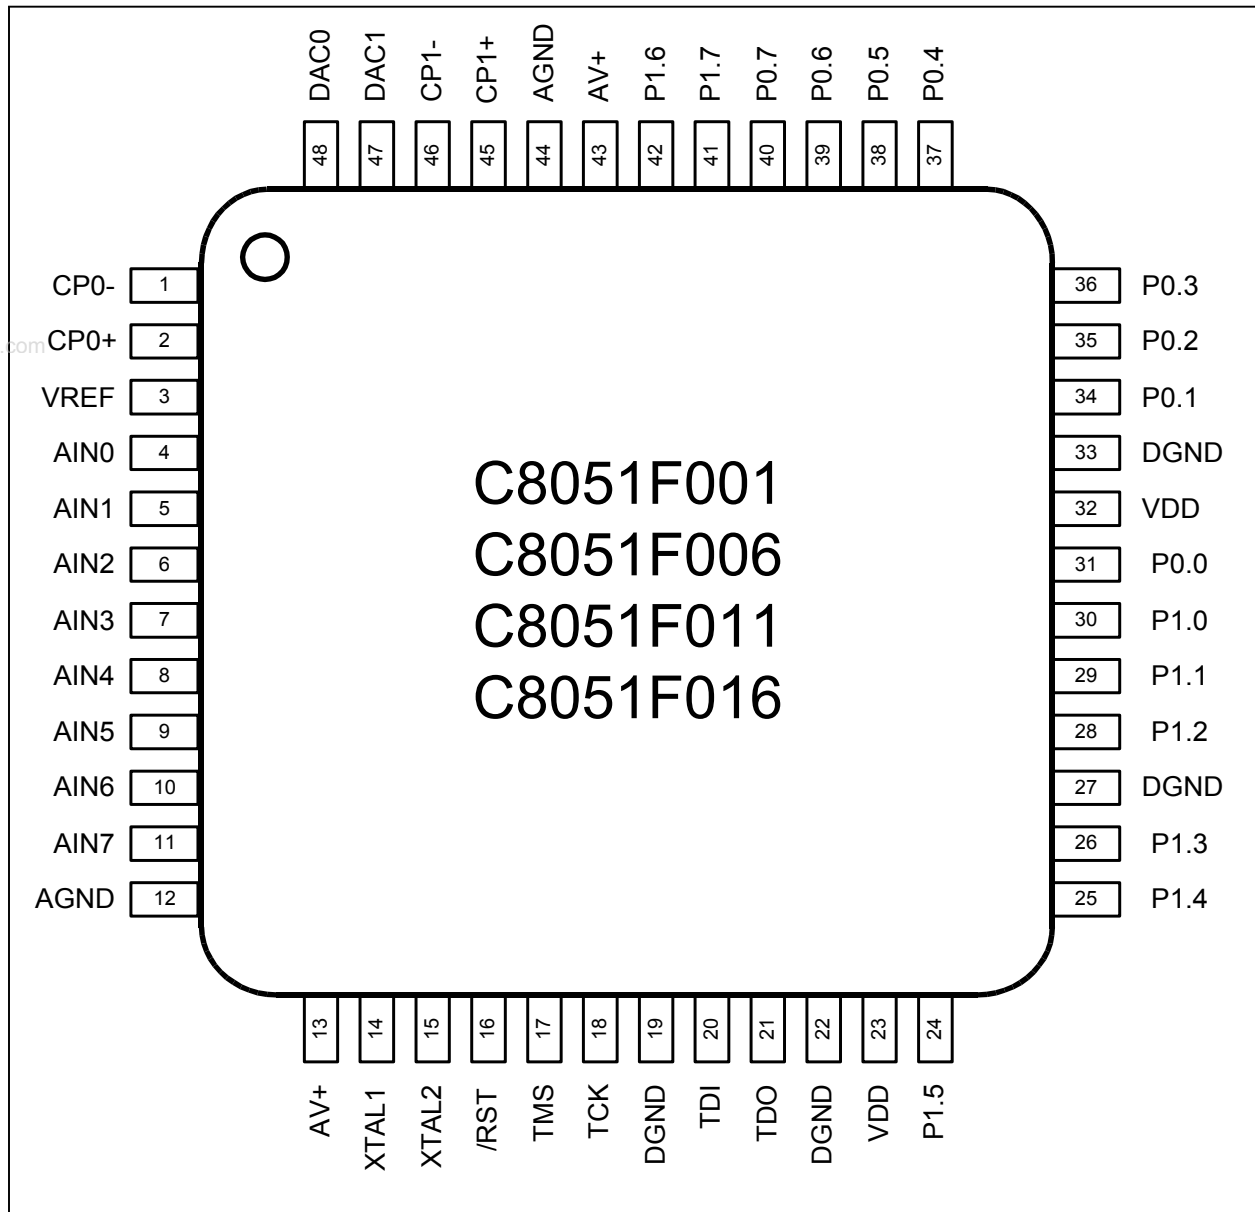 DAC0 DAC1 CP1- CP1+ AGND AV+ P1.6 P1.7 P0.7 P0.6 P0.5 P0.4
48 47 46 45 44 43 42 41 40 39 38 37
CP0- 1
CP0+ 2
VREF 3
AIN0 4
AIN1 5
AIN2 6
AIN3 7
AIN4 8
AIN5 9
AIN6 10
AIN7 11
AGND 12
.com
C8051F001
C8051F006
C8051F011
C8051F016
36 P0.3
35 P0.2
34 P0.1
33 DGND
32 VDD
31 P0.0
30 P1.0
29 P1.1
28 P1.2
27 DGND
26 P1.3
25 P1.4
13 14 15 16 17 18 19 20 21 22 23 24
AV+ XTAL1 XTAL2 /RST TMS TCK DGND TDI TDO DGND VDD P1.5